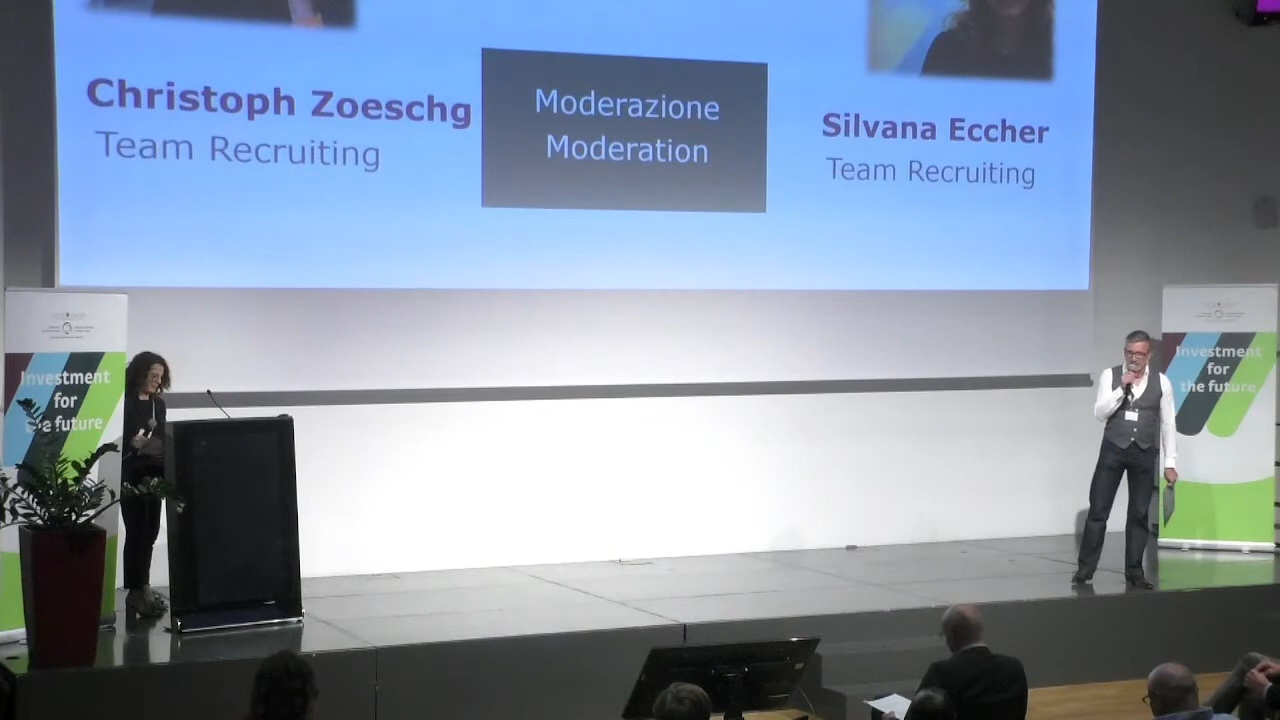 Christoph Zoeschg
Team Recruiting
Moderazione
Moderation
Silvana Eccher
Team Recruiting
Investment
for
the future
Investment
for
the future